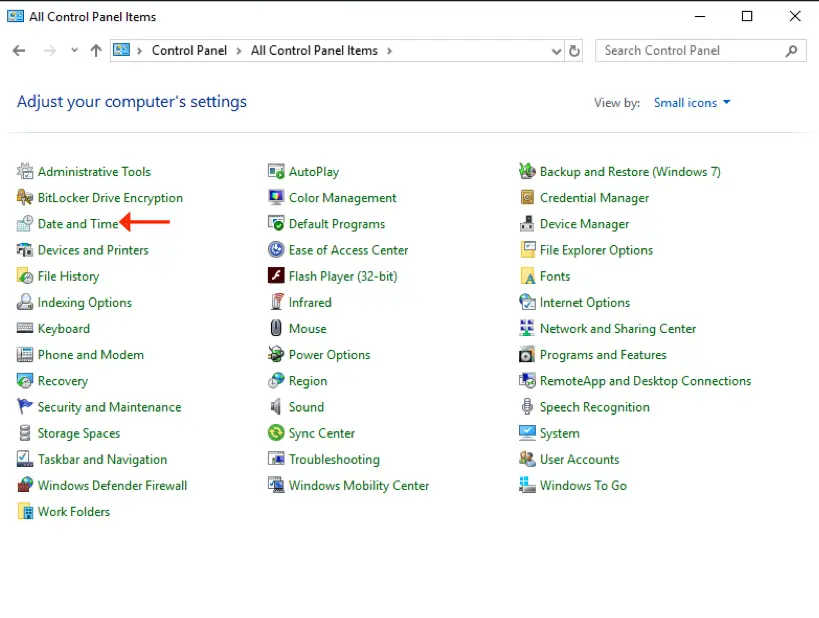 All Control Panel Items
Control Panel > All Control Panel Items >
Search Control Panel
Adjust your computer's settings
View by: Small icons
Administrative Tools
AutoPlay
Backup and Restore (Windows 7)
BitLocker Drive Encryption
Color Management
Credential Manager
Date and Time
Default Programs
Device Manager
Devices and Printers
Ease of Access Center
File Explorer Options
File History
Flash Player (32-bit)
Fonts
Indexing Options
Infrared
Internet Options
Keyboard
Mouse
Network and Sharing Center
Phone and Modem
Power Options
Programs and Features
Recovery
Region
RemoteApp and Desktop Connections
Security and Maintenance
Sound
Speech Recognition
Storage Spaces
Sync Center
System
Taskbar and Navigation
Troubleshooting
User Accounts
Windows Defender Firewall
Windows Mobility Center
Windows To Go
Work Folders